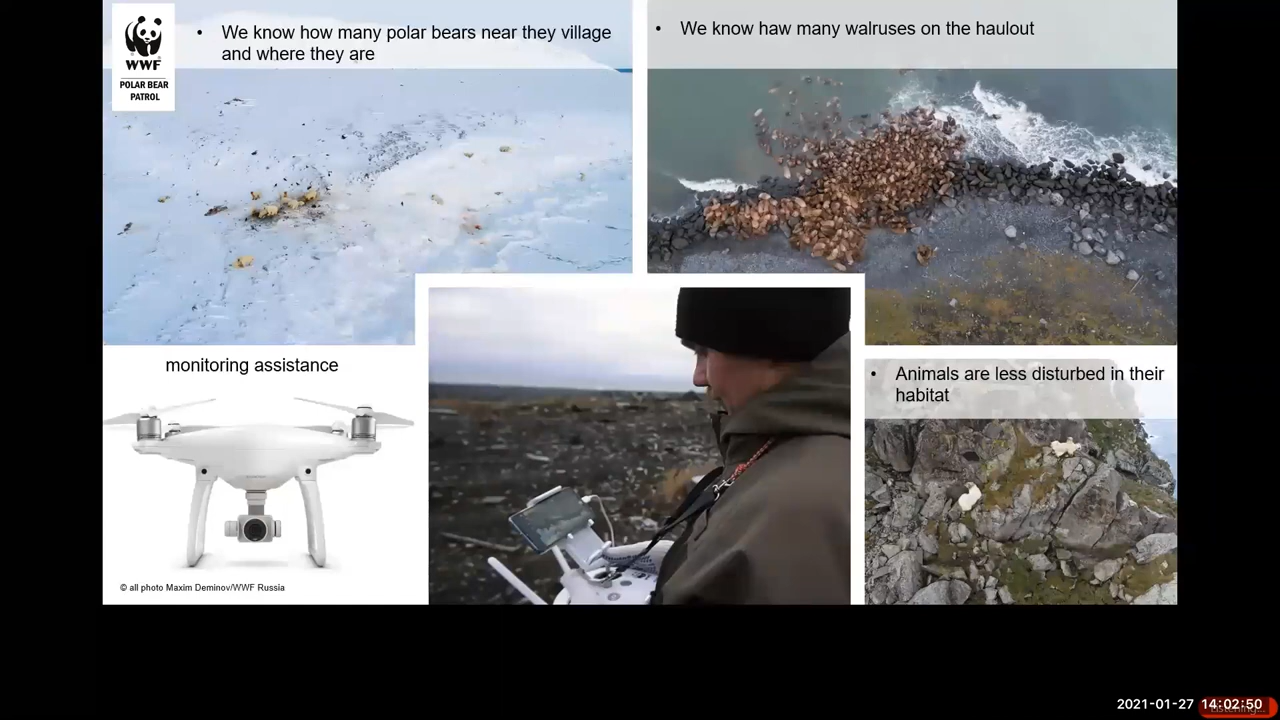 WWF
POLAR BEAR
PATROL
• We know how many polar bears near they village
and where they are
• We know haw many walruses on the haulout
monitoring assistance
• Animals are less disturbed in their
habitat
© all photo Maxim Deminov/WWF Russia
2021-01-27 14:02:50
Listening...